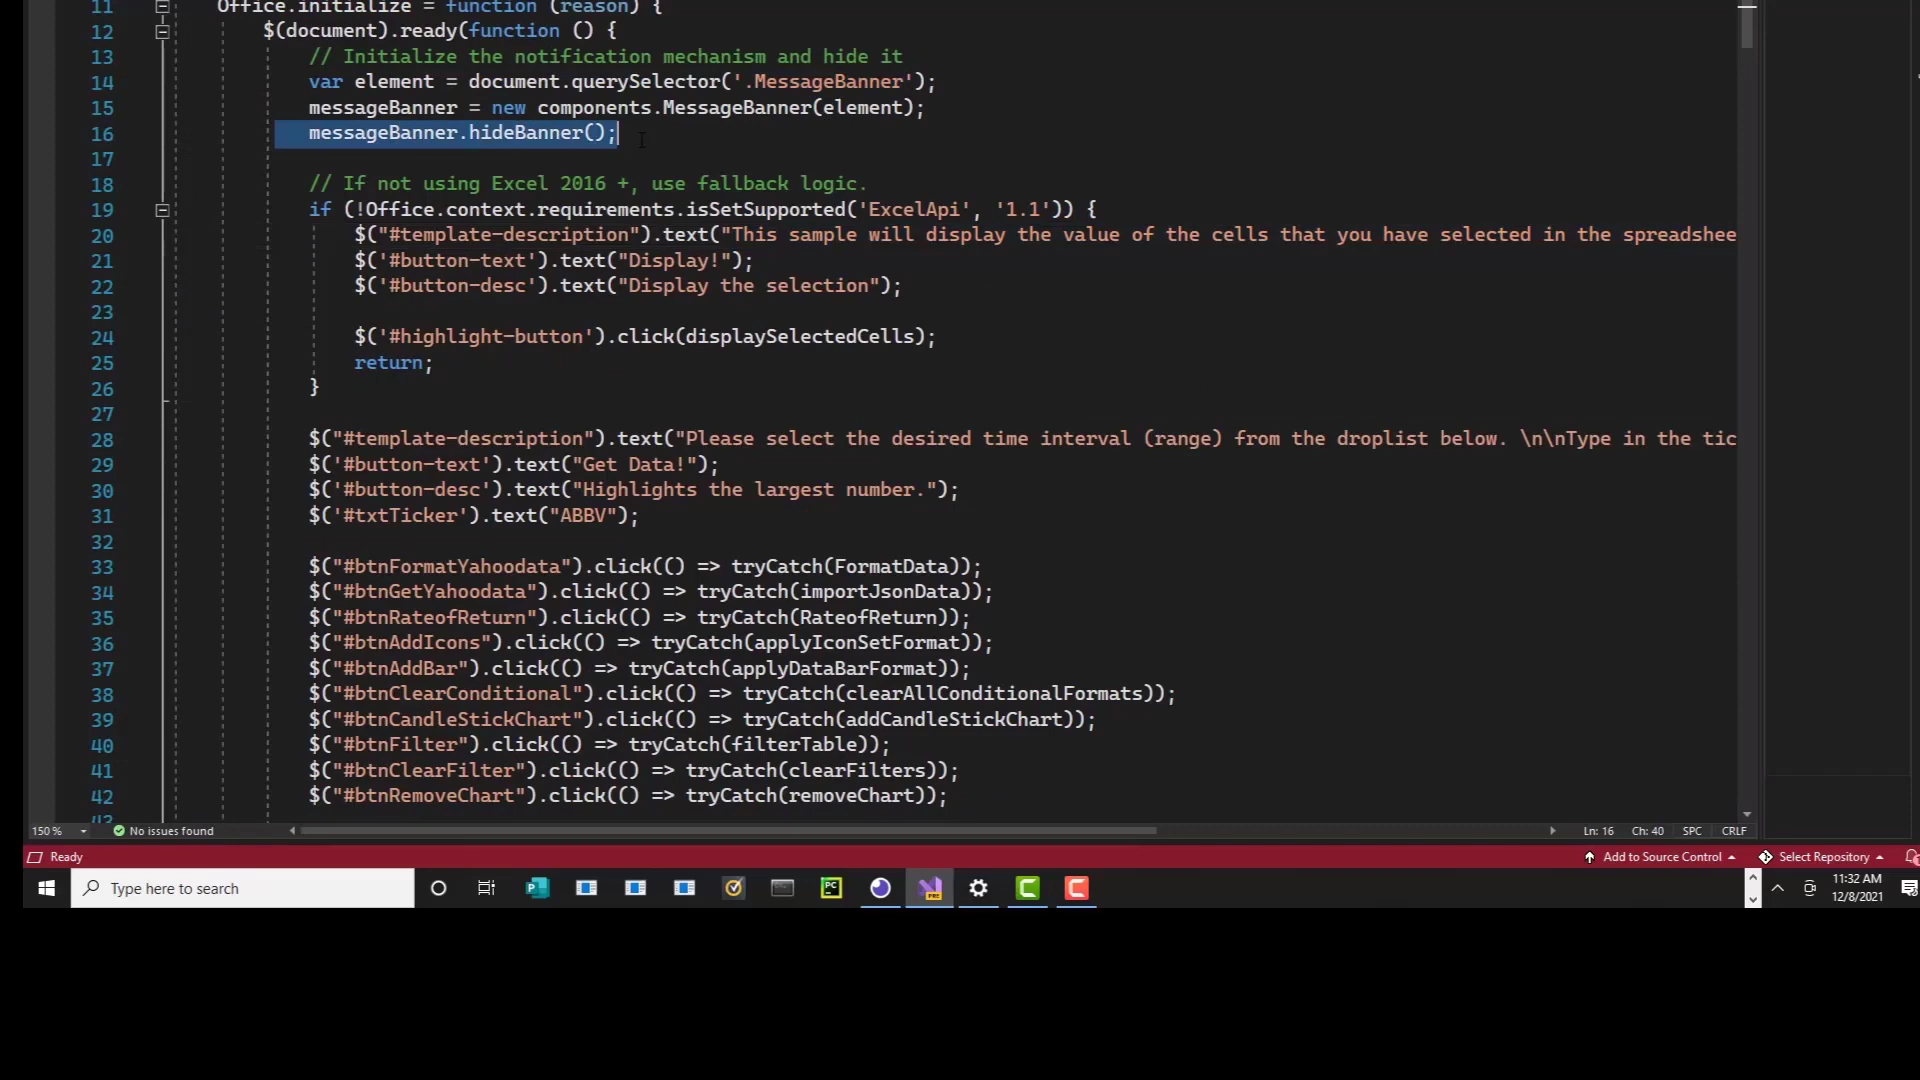 11 Office.initialize = function (reason) {
12 $(document).ready(function () {
13 // Initialize the notification mechanism and hide it
14 var element = document.querySelector('.MessageBanner');
15 messageBanner = new components.MessageBanner(element);
16 messageBanner.hideBanner();
17
18 // If not using Excel 2016 +, use fallback logic.
19 if (!Office.context.requirements.isSetSupported('ExcelApi', '1.1')) {
20 $("#template-description").text("This sample will display the value of the cells that you have selected in the spreadshee
21 $('#button-text').text("Display!");
22 $('#button-desc').text("Display the selection");
23
24 $('#highlight-button').click(displaySelectedCells);
25 return;
26 }
27
28 $("#template-description").text("Please select the desired time interval (range) from the droplist below. \n\nType in the tic
29 $('#button-text').text("Get Data!");
30 $('#button-desc').text("Highlights the largest number.");
31 $('#txtTicker').text("ABBV");
32
33 $("#btnFormatYahoodata").click(() => tryCatch(FormatData));
34 $("#btnGetYahoodata").click(() => tryCatch(importJsonData));
35 $("#btnRateofReturn").click(() => tryCatch(RateofReturn));
36 $("#btnAddIcons").click(() => tryCatch(applyIconSetFormat));
37 $("#btnAddBar").click(() => tryCatch(applyDataBarFormat));
38 $("#btnClearConditional").click(() => tryCatch(clearAllConditionalFormats));
39 $("#btnCandleStickChart").click(() => tryCatch(addCandleStickChart));
40 $("#btnFilter").click(() => tryCatch(filterTable));
41 $("#btnClearFilter").click(() => tryCatch(clearFilters));
42 $("#btnRemoveChart").click(() => tryCatch(removeChart));
43
150 % No issues found Ln: 16 Ch: 40 SPC CRLF
Ready Add to Source Control Select Repository
Type here to search
11:32 AM
12/8/2021